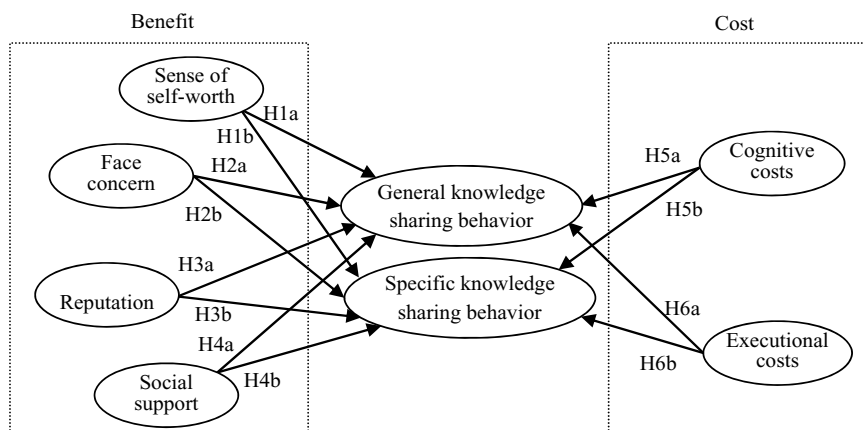 Benefit
Cost
Sense of
self-worth
H1a
H1b
Face
concern
H2a
H2b
General knowledge
sharing behavior
H5a
Cognitive
costs
H5b
Reputation
H3a
H3b
Specific knowledge
sharing behavior
H4a
H6a
Social
support
H4b
H6b
Executional
costs